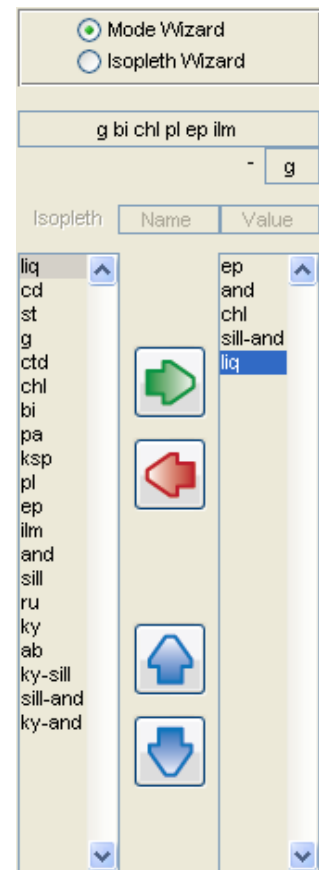 Mode Wizard
Isopleth Wizard
g bi chl pl ep ilm
- g
Isopleth Name Value
liq
cd
st
g
ctd
chl
bi
pa
ksp
pl
ep
ilm
and
sill
ru
ky
ab
ky-sill
sill-and
ky-and
ep
and
chl
sill-and
liq